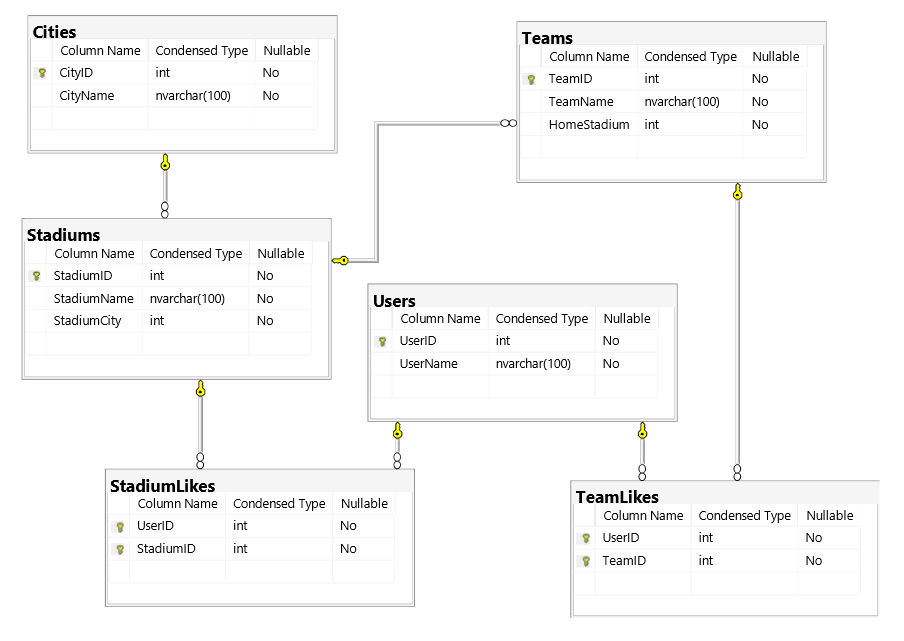 Cities
Column Name Condensed Type Nullable
CityID int No
CityName nvarchar(100) No
Teams
Column Name Condensed Type Nullable
TeamID int No
TeamName nvarchar(100) No
HomeStadium int No
Stadiums
Column Name Condensed Type Nullable
StadiumID int No
StadiumName nvarchar(100) No
StadiumCity int No
Users
Column Name Condensed Type Nullable
UserID int No
UserName nvarchar(100) No
StadiumLikes
Column Name Condensed Type Nullable
UserID int No
StadiumID int No
TeamLikes
Column Name Condensed Type Nullable
UserID int No
TeamID int No